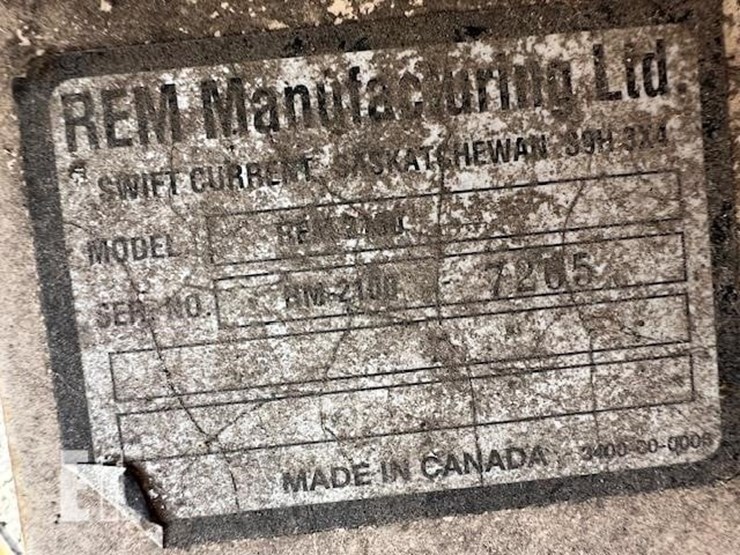 REM Manufacturing Ltd.
SWIFT CURRENT, SASKATCHEWAN S9H 3X4
MODEL
SER. NO. RM-2100 7205
MADE IN CANADA 3400-00-0006